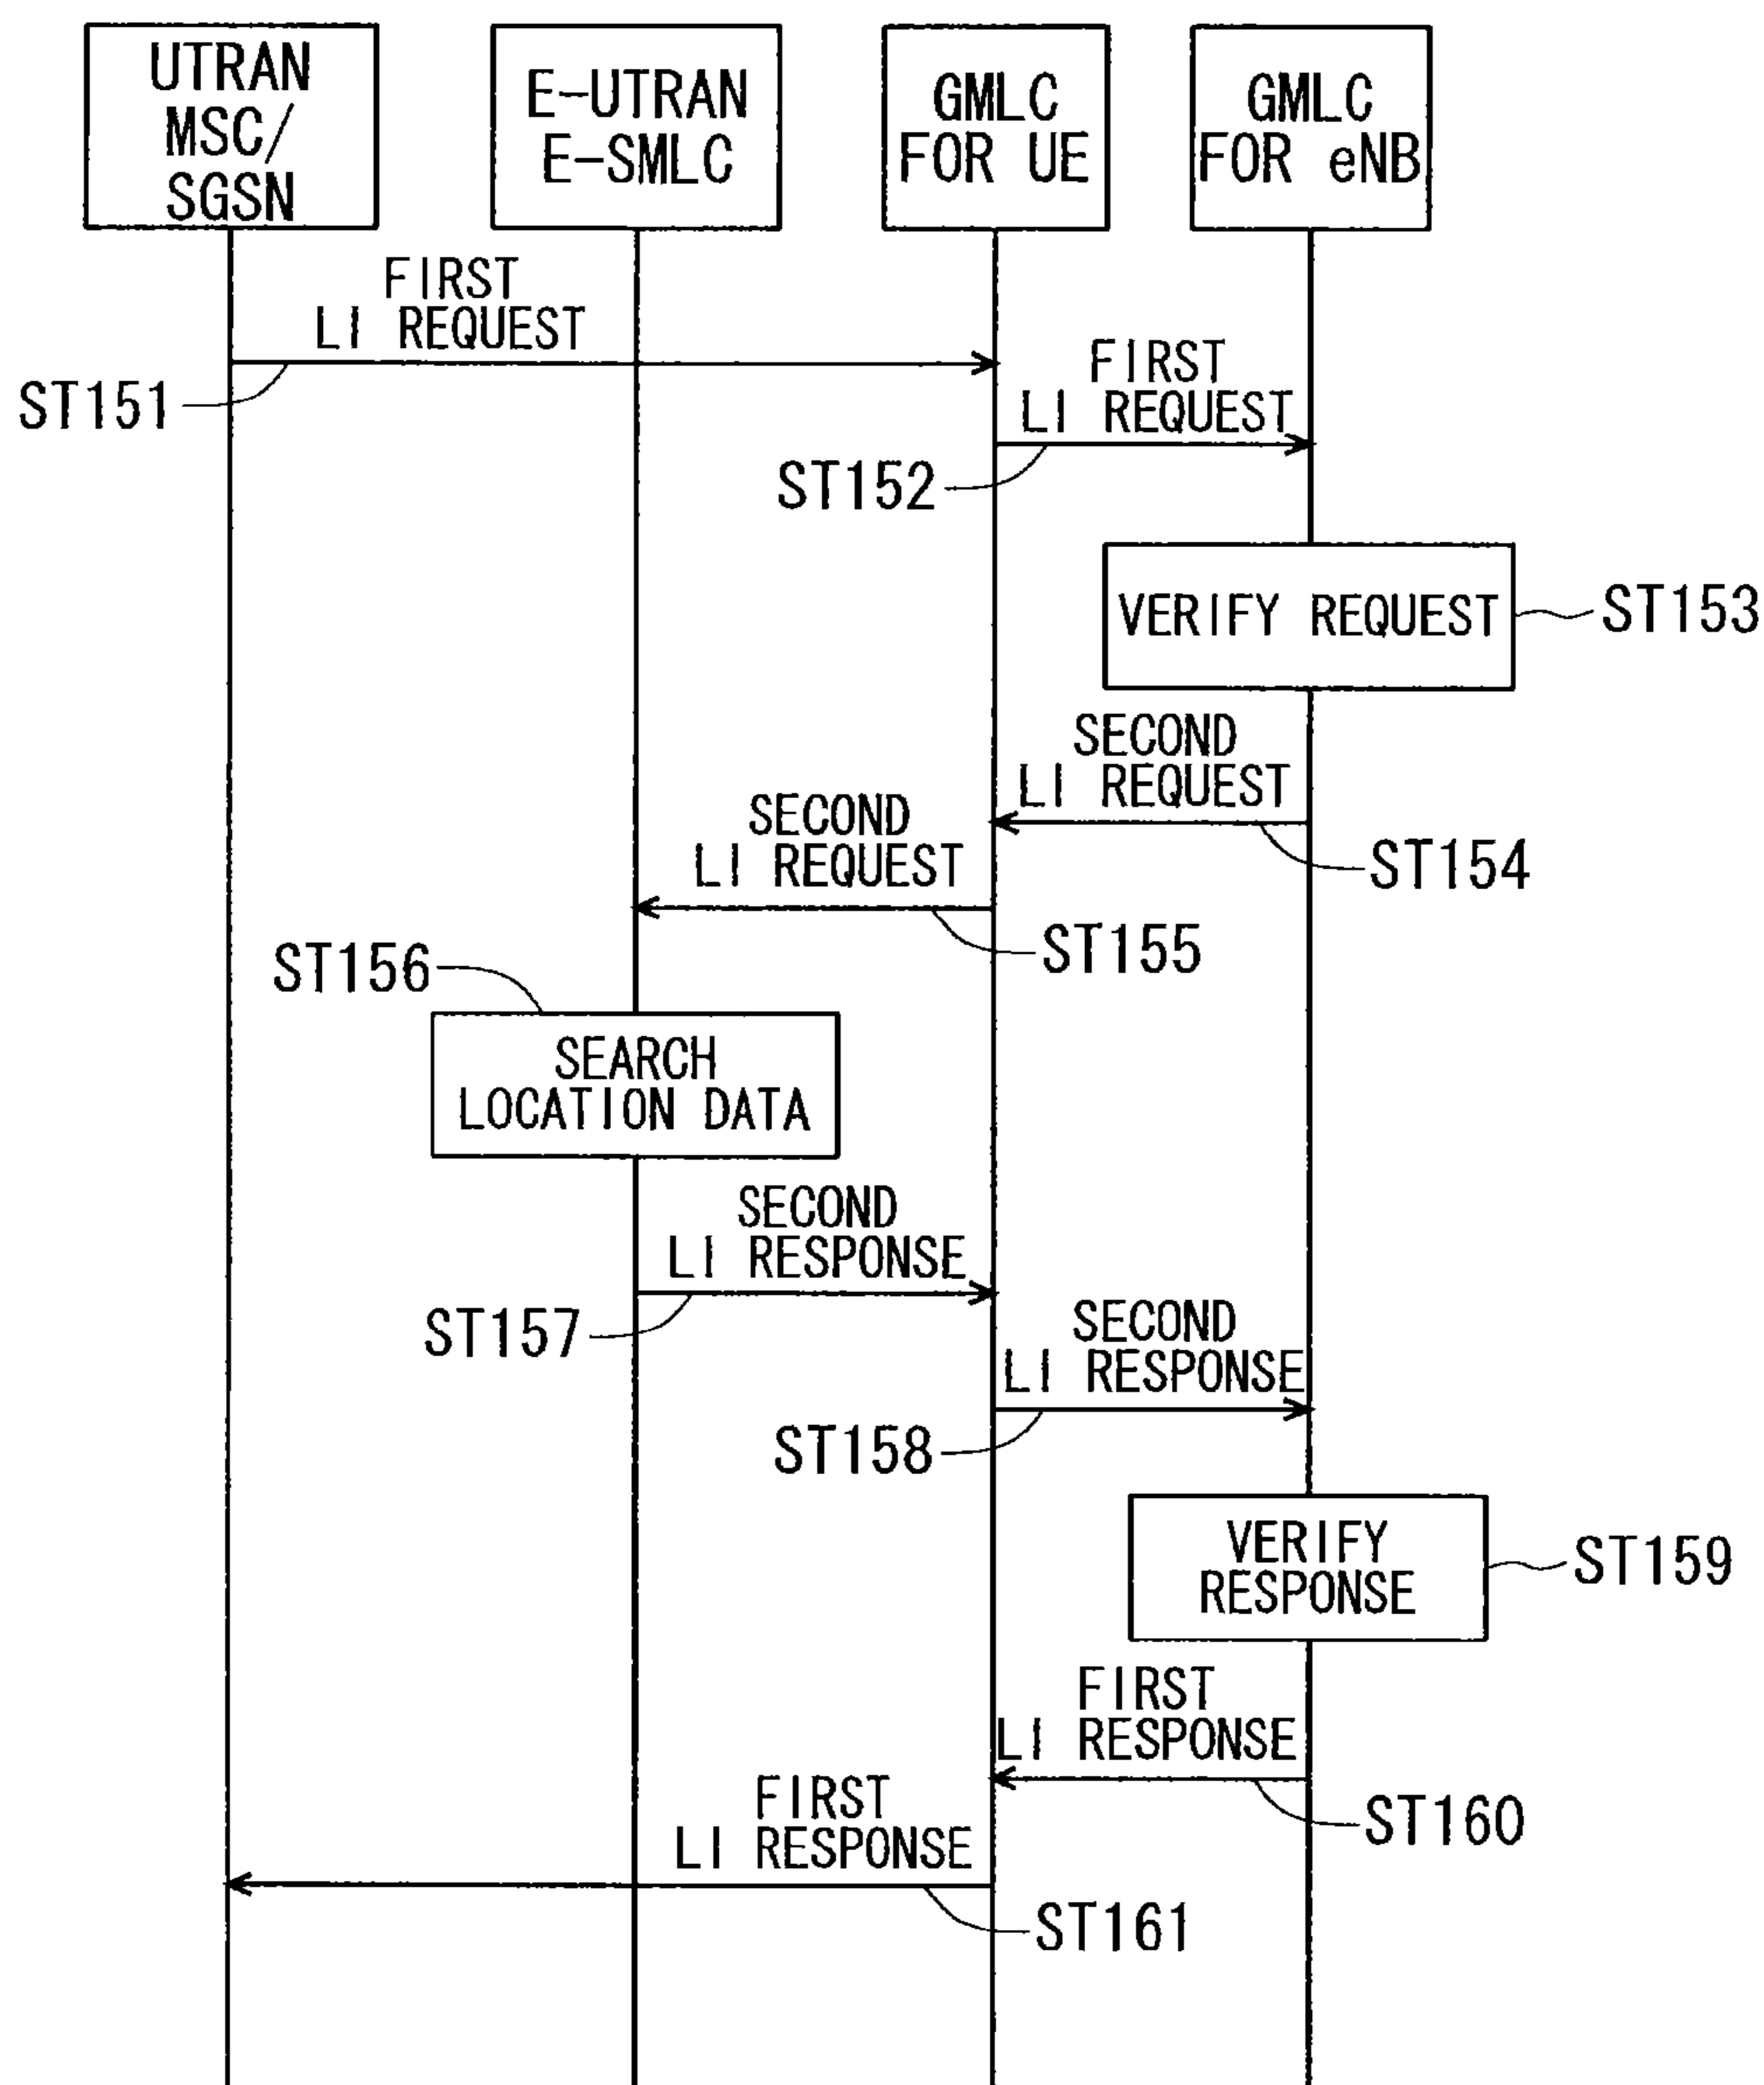 UTRAN
MSC/
SGSN
E-UTRAN
E-SMLC
GMLC
FOR UE
GMLC
FOR eNB
FIRST
LI REQUEST
ST151
FIRST
LI REQUEST
ST152
VERIFY REQUEST
ST153
SECOND
LI REQUEST
ST154
SECOND
LI REQUEST
ST155
ST156
SEARCH
LOCATION DATA
SECOND
LI RESPONSE
ST157
SECOND
LI RESPONSE
ST158
VERIFY
RESPONSE
ST159
FIRST
LI RESPONSE
ST160
FIRST
LI RESPONSE
ST161